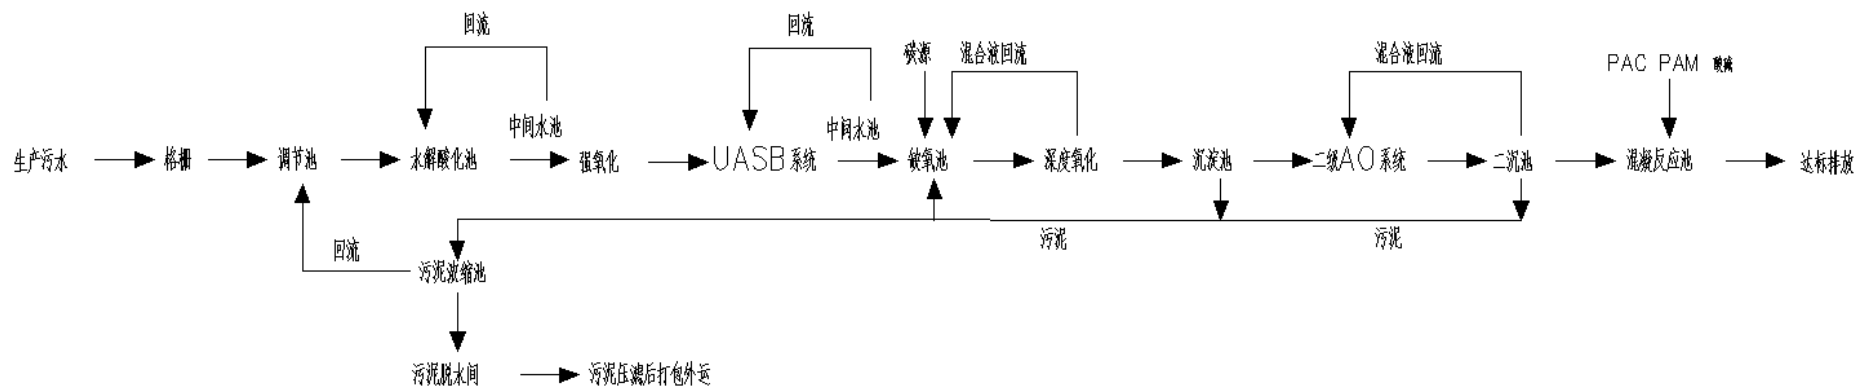 回流
回流
碳源
混合液回流
混合液回流
PAC PAM 酸碱
中间水池
中间水池
生产污水
格栅
调节池
水解酸化池
强氧化
UASB系统
缺氧池
深度氧化
沉淀池
二级AO系统
二沉池
混凝反应池
达标排放
回流
污泥
污泥
污泥浓缩池
污泥脱水间
污泥压滤后打包外运